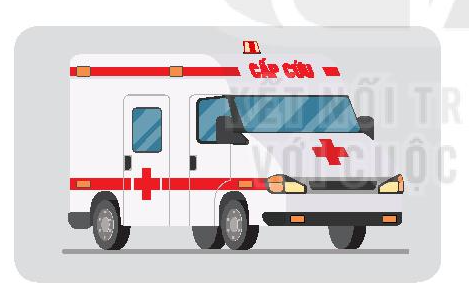 CẤP CỨU
KẾT NỐI TR
VỚI CUỘC